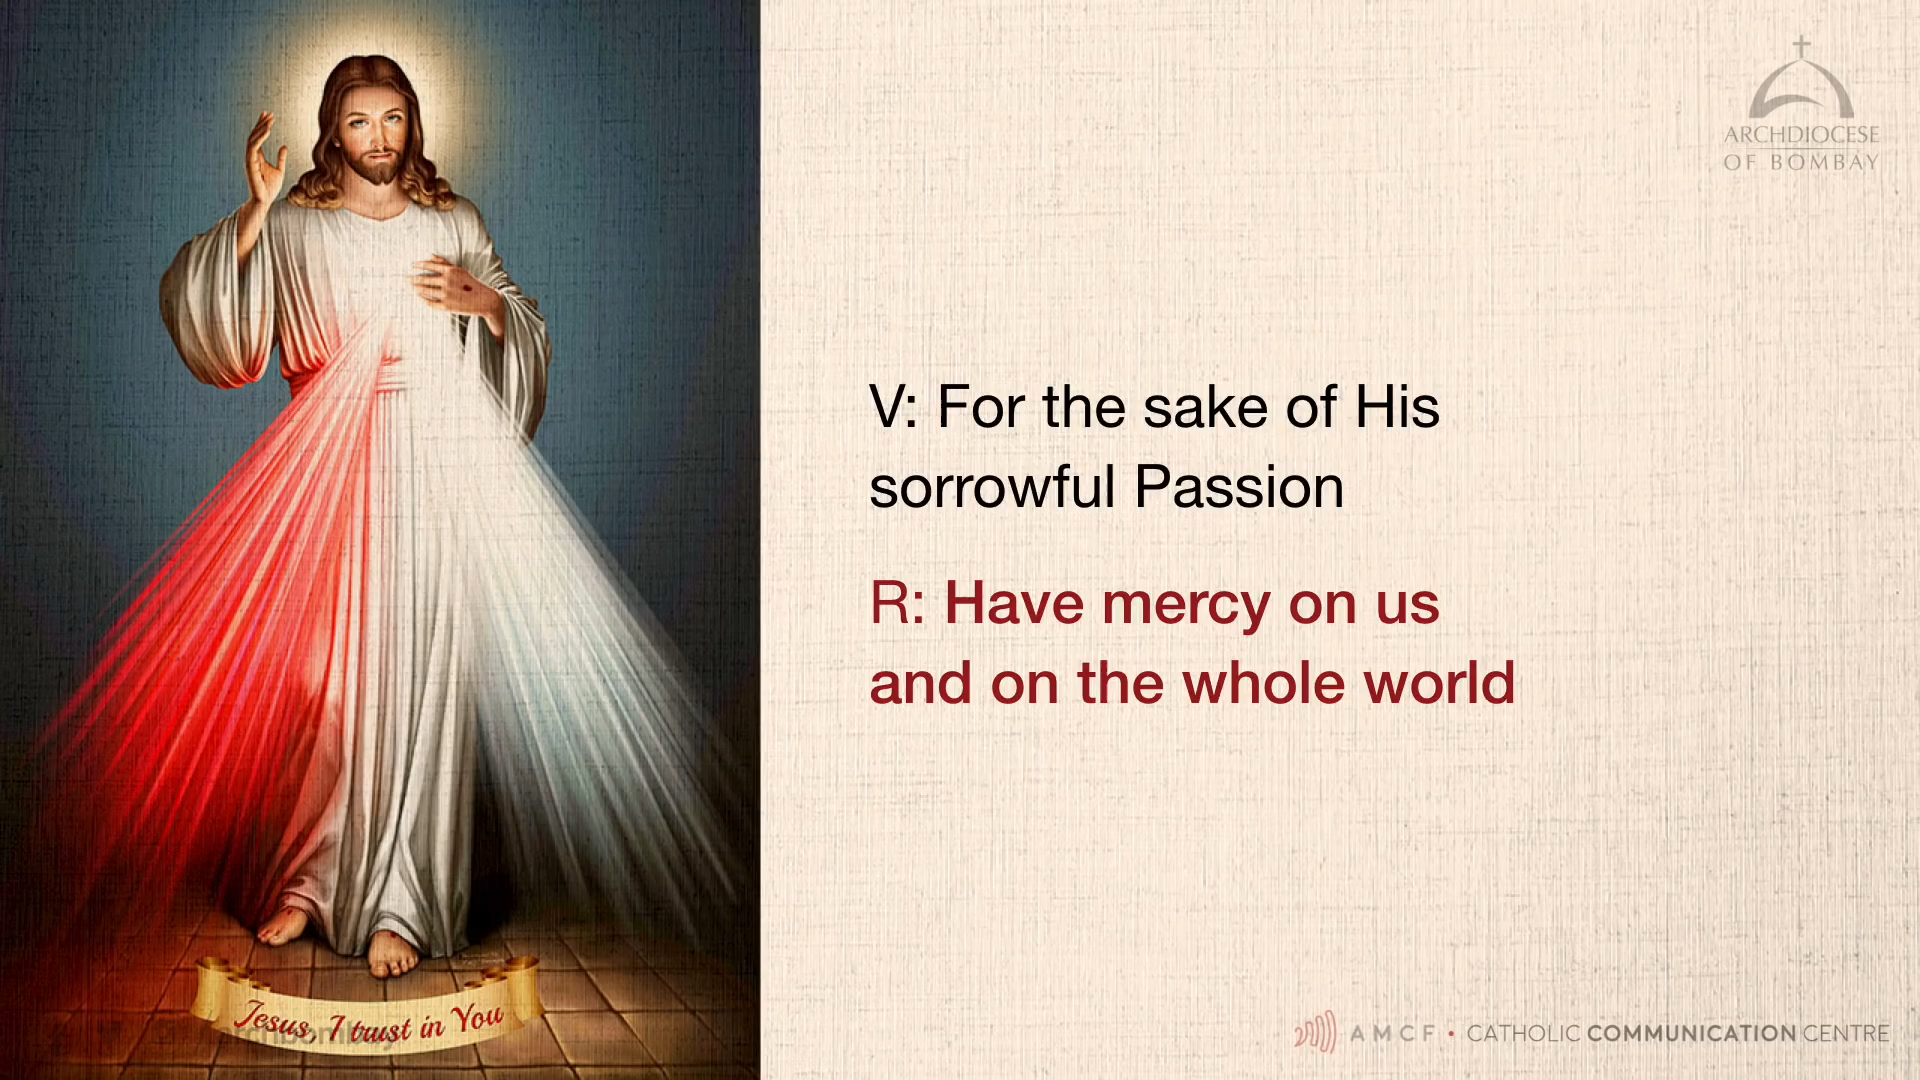 ARCHDIOCESE
OF BOMBAY
V: For the sake of His
sorrowful Passion
R: Have mercy on us
and on the whole world
Jesus, I trust in You
AMCF • CATHOLIC COMMUNICATION CENTRE